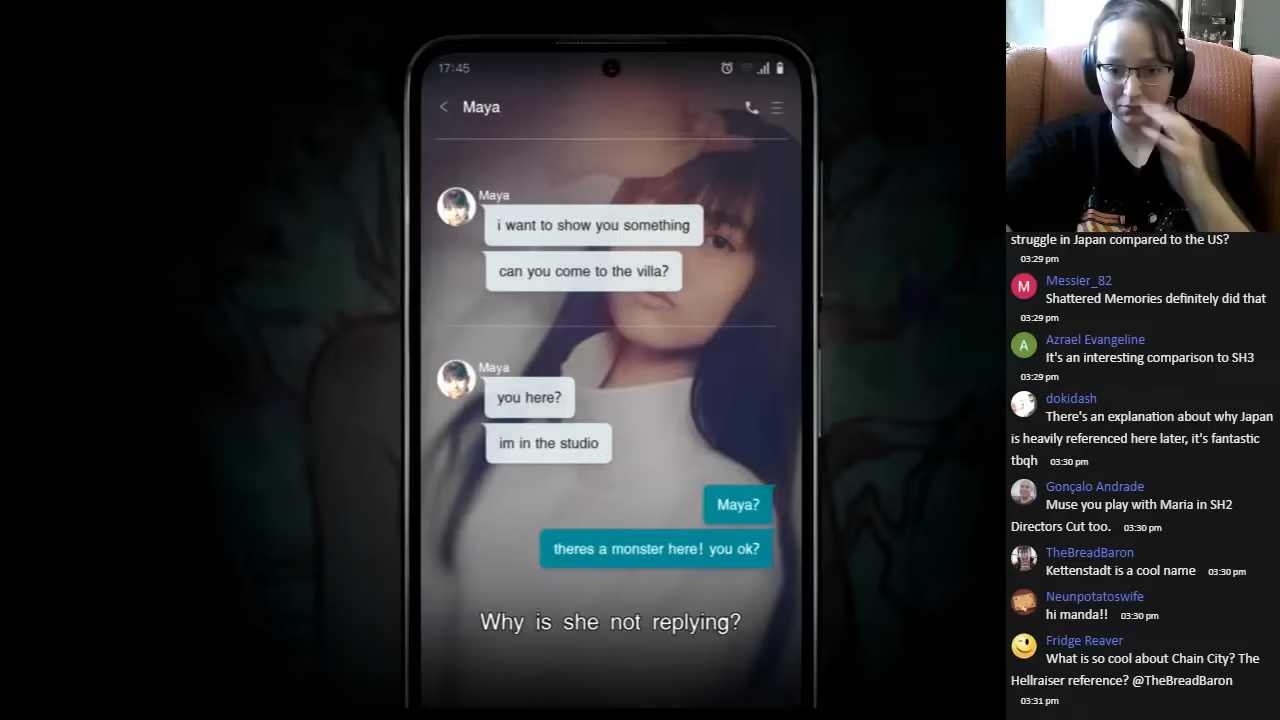 17:45
Maya
Maya
i want to show you something
can you come to the villa?
Maya
you here?
im in the studio
Maya?
theres a monster here! you ok?
Why is she not replying?
struggle in Japan compared to the US?
03:29 pm
M
Messier_82
Shattered Memories definitely did that
03:29 pm
A
Azrael Evangeline
It's an interesting comparison to SH3
03:29 pm
dokidash
There's an explanation about why Japan
is heavily referenced here later, it's fantastic
tbqh 03:30 pm
Gonçalo Andrade
Muse you play with Maria in SH2
Directors Cut too. 03:30 pm
TheBreadBaron
Kettenstadt is a cool name 03:30 pm
Neunpotatoswife
hi manda!! 03:30 pm
Fridge Reaver
What is so cool about Chain City? The
Hellraiser reference? @TheBreadBaron
03:31 pm